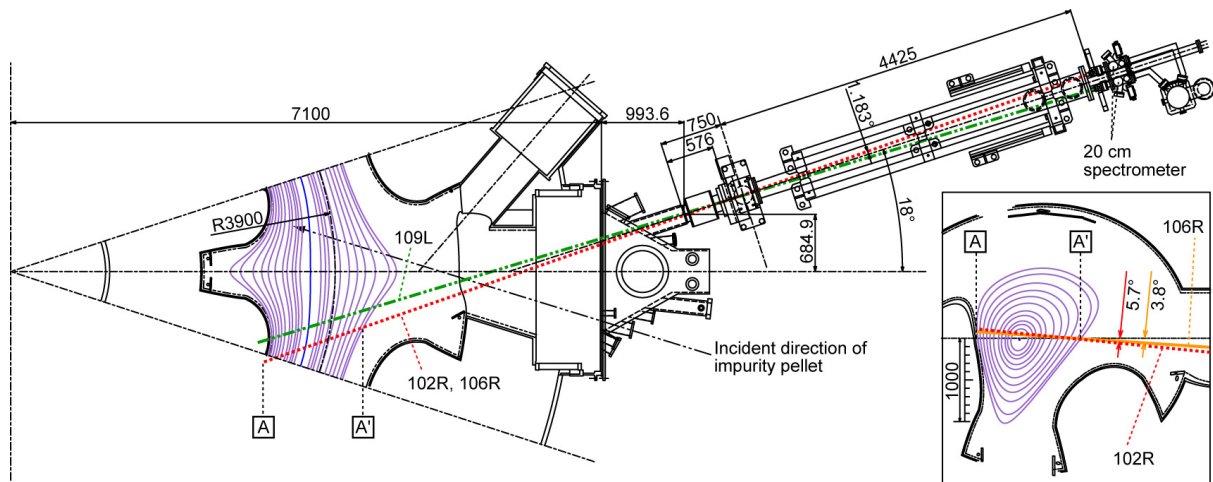 7100
993.6
750
576
4425
1.183°
18°
684.9
R3900
109L
102R, 106R
A
A'
Incident direction of
impurity pellet
20 cm
spectrometer
A
A'
106R
5.7°
3.8°
1000
102R